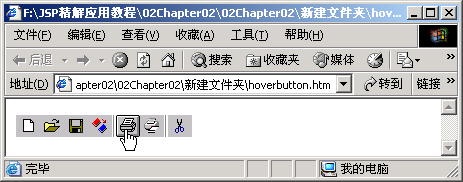 F:\JSP精解应用教程\02Chapter02\02Chapter02\新建文件夹\hov...
文件(F) 编辑(E) 查看(V) 收藏(A) 工具(T) 帮助(H)
后退 搜索 收藏夹 媒体
地址(D) apter02\02Chapter02\新建文件夹\hoverbutton.htm 转到 链接 »
完毕 我的电脑